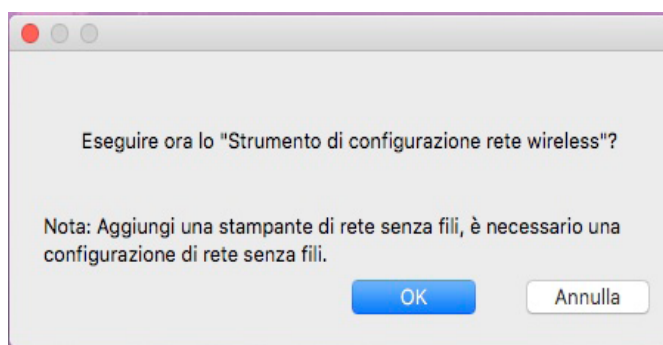 Eseguire ora lo "Strumento di configurazione rete wireless"?
Nota: Aggiungi una stampante di rete senza fili, è necessario una
configurazione di rete senza fili.
OK
Annulla